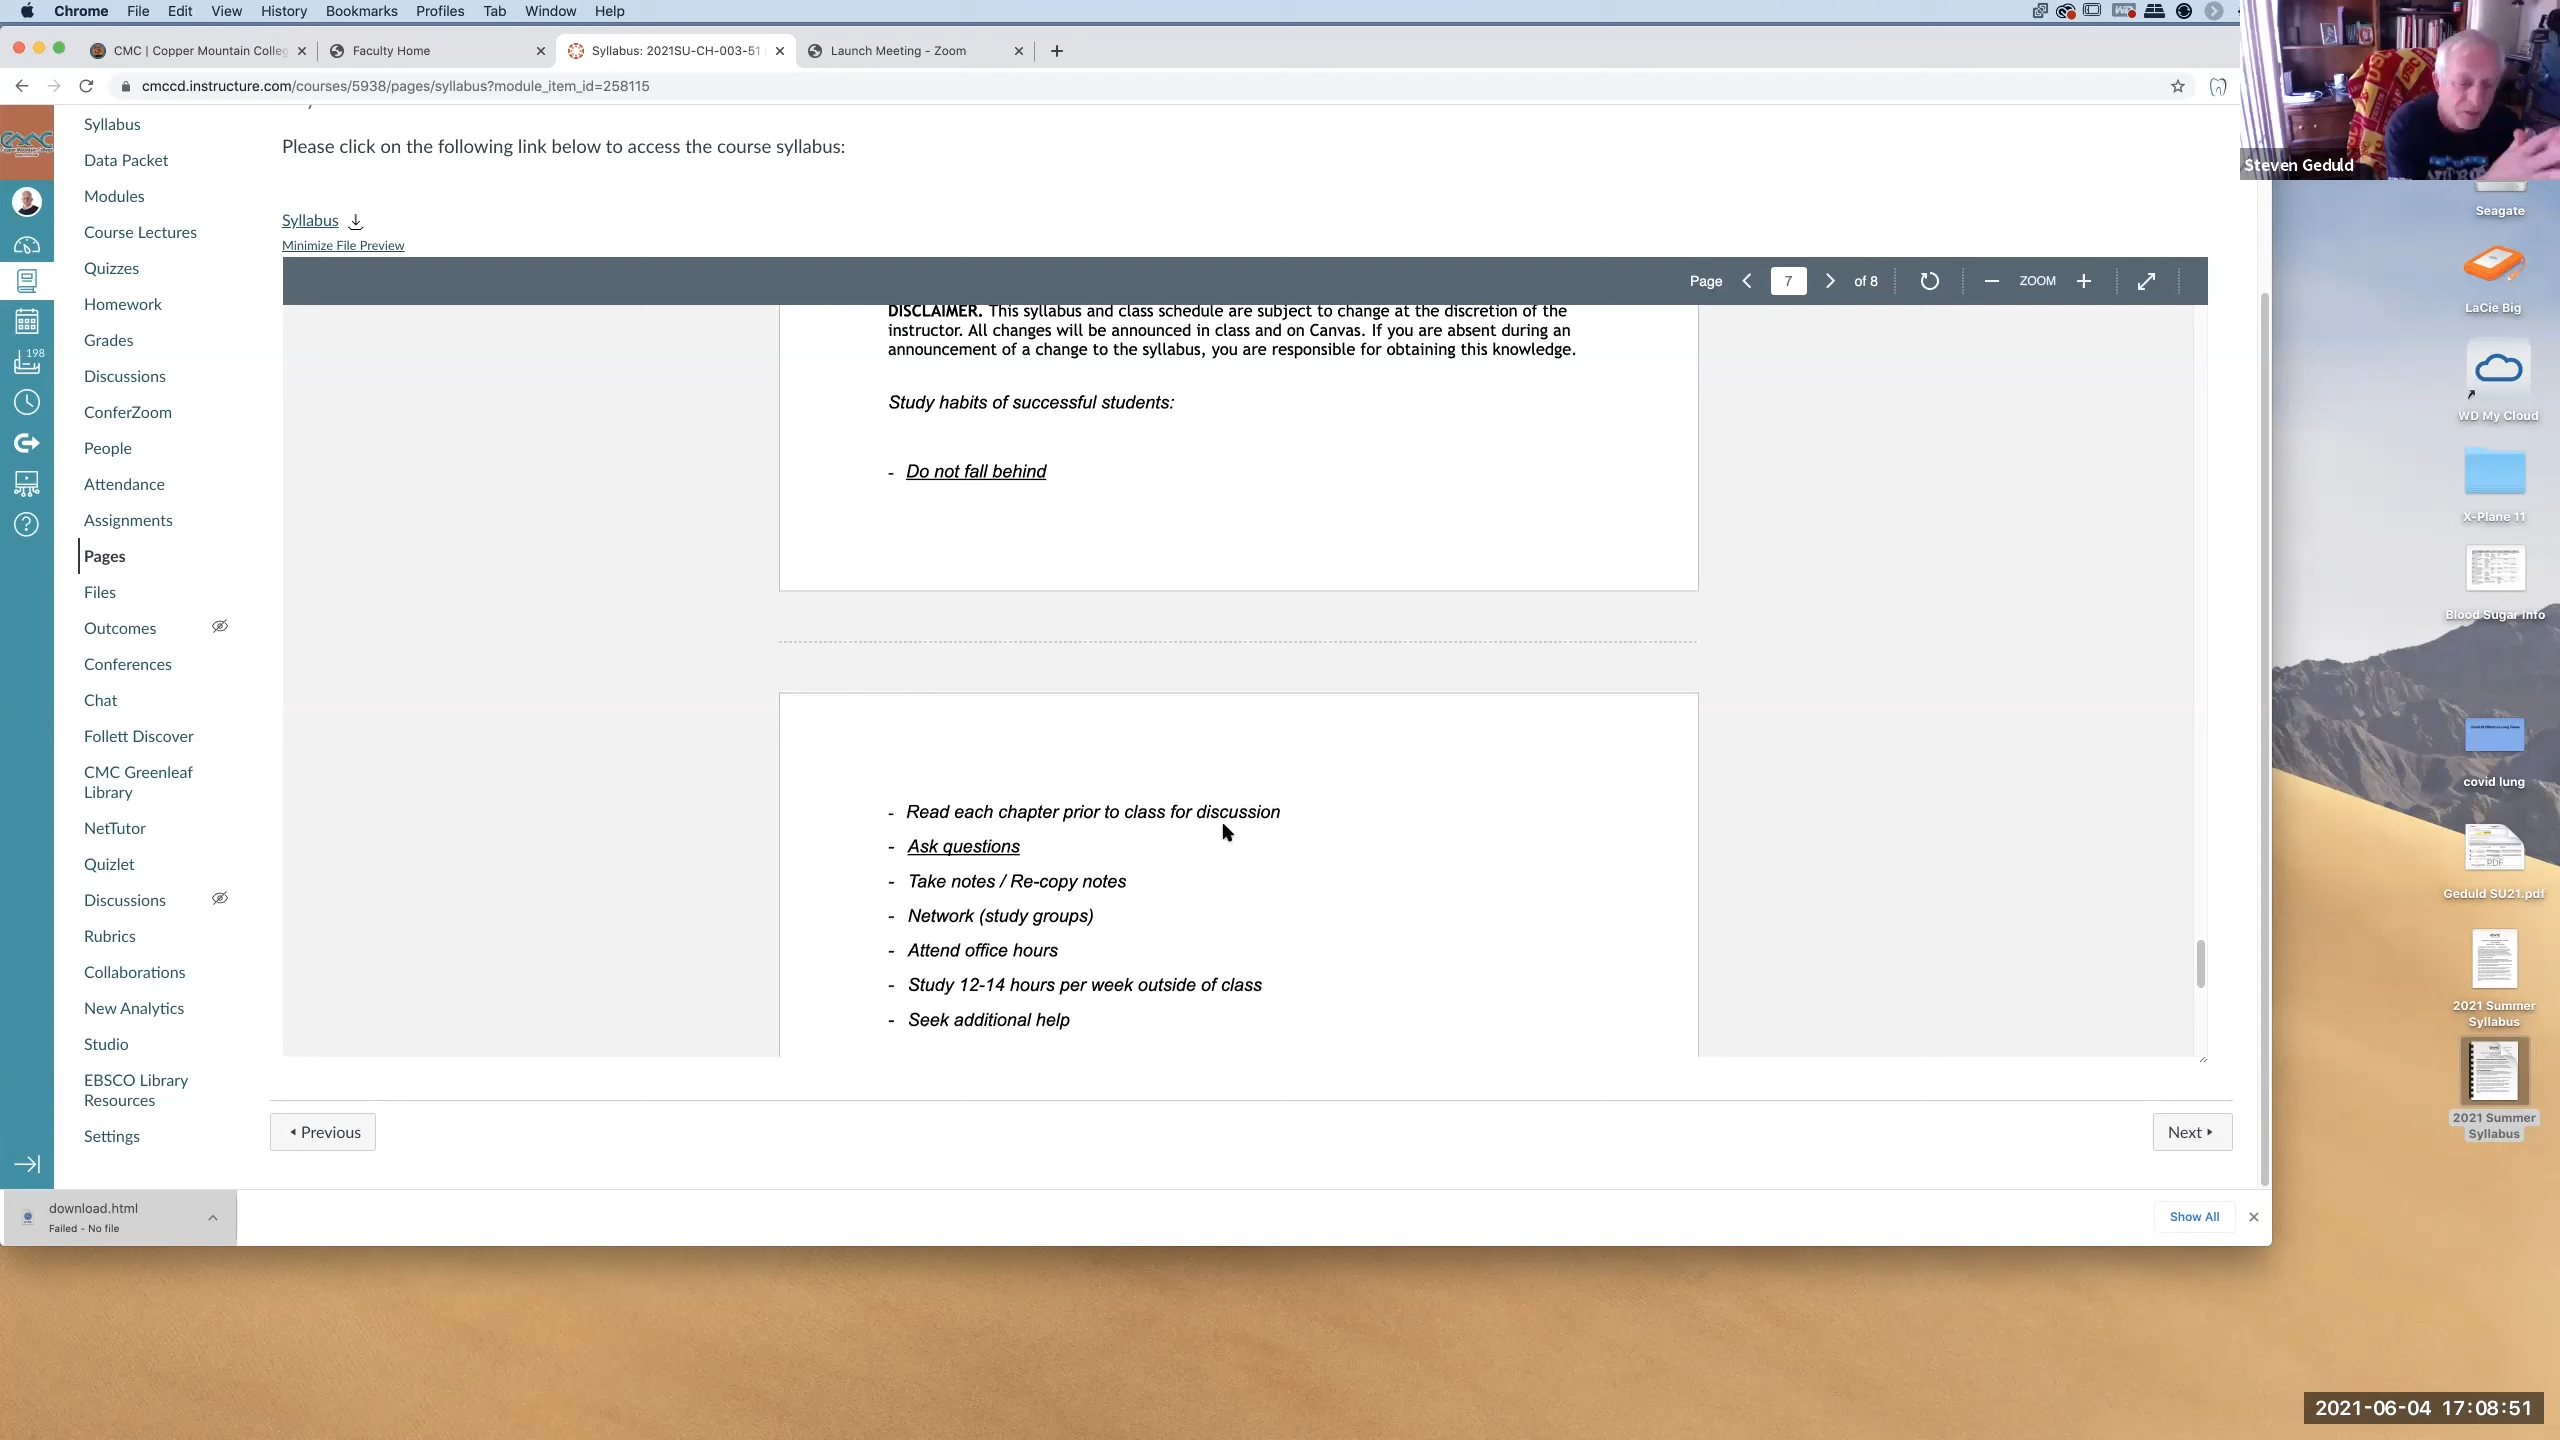 Chrome File Edit View History Bookmarks Profiles Tab Window Help
CMC | Copper Mountain Colleg
Faculty Home
Syllabus: 2021SU-CH-003-51
Launch Meeting - Zoom
cmccd.instructure.com/courses/5938/pages/syllabus?module_item_id=258115
Steven Geduld
CMC
198
Syllabus
Data Packet
Modules
Course Lectures
Quizzes
Homework
Grades
Discussions
ConferZoom
People
Attendance
Assignments
Pages
Files
Outcomes
Conferences
Chat
Follett Discover
CMC Greenleaf
Library
NetTutor
Quizlet
Discussions
Rubrics
Collaborations
New Analytics
Studio
EBSCO Library
Resources
Settings
Please click on the following link below to access the course syllabus:
Syllabus
Minimize File Preview
Page 7 of 8 ZOOM
DISCLAIMER. This syllabus and class schedule are subject to change at the discretion of the
instructor. All changes will be announced in class and on Canvas. If you are absent during an
announcement of a change to the syllabus, you are responsible for obtaining this knowledge.
Study habits of successful students:
- Do not fall behind
- Read each chapter prior to class for discussion
- Ask questions
- Take notes / Re-copy notes
- Network (study groups)
- Attend office hours
- Study 12-14 hours per week outside of class
- Seek additional help
Previous
Next
download.html
Failed - No file
Show All
Seagate
LaCie Big
WD My Cloud
X-Plane 11
Blood Sugar Info
covid lung
PDF
Geduld SU21.pdf
2021 Summer
Syllabus
2021 Summer
Syllabus
2021-06-04 17:08:51